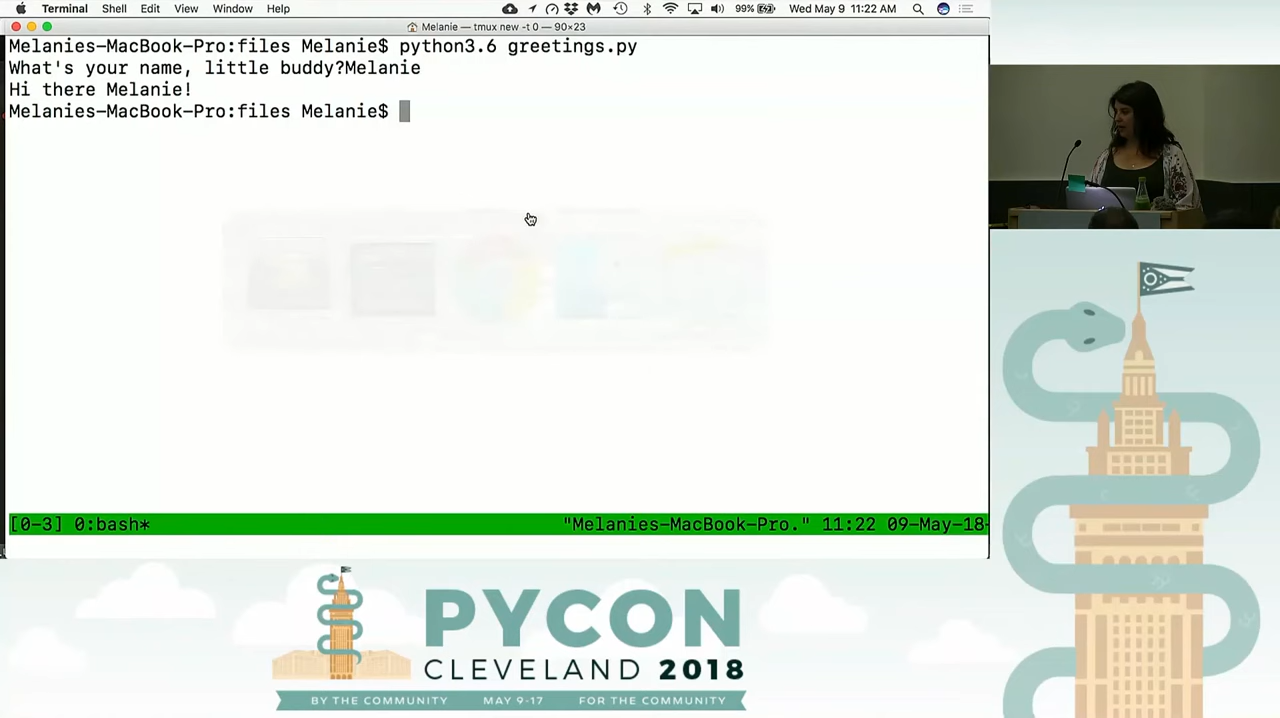 Terminal Shell Edit View Window Help 99% Wed May 9 11:22 AM
Melanie — tmux new -t 0 — 90×23
Melanies-MacBook-Pro:files Melanie$ python3.6 greetings.py
What's your name, little buddy?Melanie
Hi there Melanie!
Melanies-MacBook-Pro:files Melanie$
[0-3] 0:bash* "Melanies-MacBook-Pro." 11:22 09-May-18
PYCON
CLEVELAND 2018
BY THE COMMUNITY MAY 9-17 FOR THE COMMUNITY